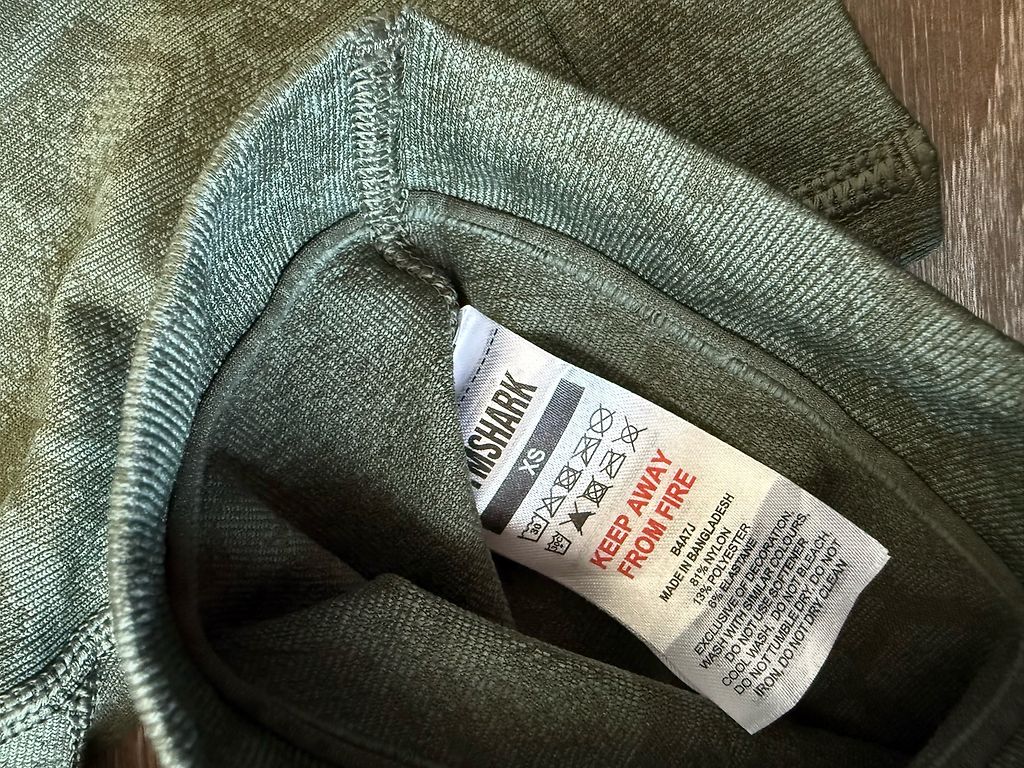 MSHARK
XS
30
30
KEEP AWAY
FROM FIRE
B4A7J
MADE IN BANGLADESH
81% NYLON
13% POLYESTER
6% ELASTANE
EXCLUSIVE OF DECORATION.
WASH WITH SIMILAR COLOURS.
DO NOT USE SOFTENER
COOL WASH. DO NOT BLEACH
DO NOT TUMBLE DRY. DO NOT
IRON. DO NOT DRY CLEAN